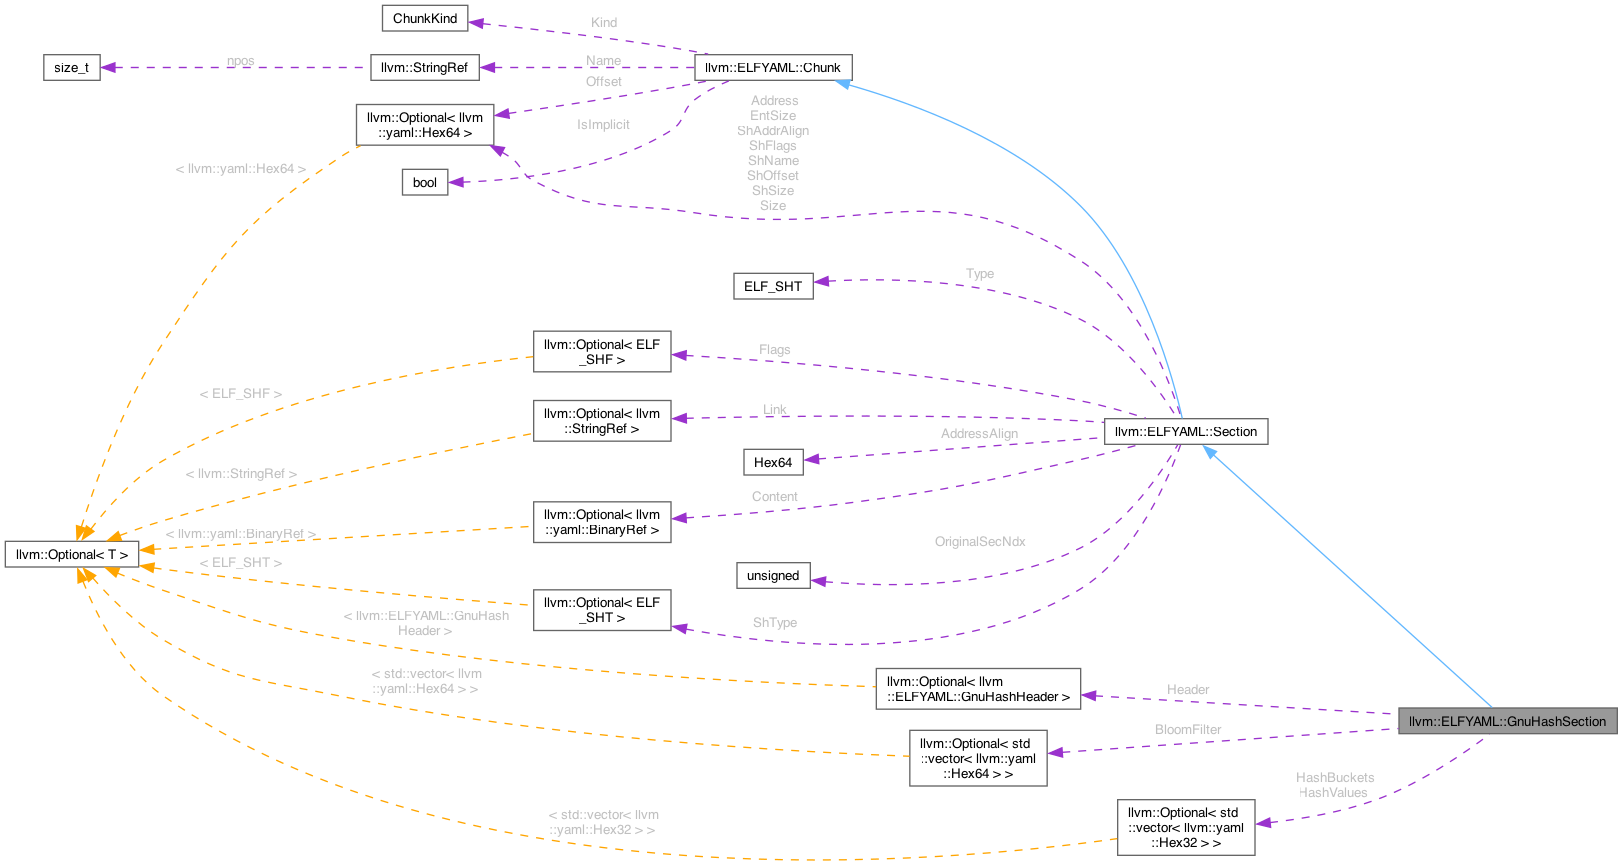 ChunkKind
Kind
size_t
npos
llvm::StringRef
Name
llvm::ELFYAML::Chunk
Offset
llvm::Optional< llvm
::yaml::Hex64 >
IsImplicit
Address
EntSize
ShAddrAlign
ShFlags
ShName
ShOffset
ShSize
Size
< llvm::yaml::Hex64 >
bool
ELF_SHT
Type
llvm::Optional< ELF
_SHF >
Flags
< ELF_SHF >
llvm::Optional< llvm
::StringRef >
Link
llvm::ELFYAML::Section
AddressAlign
Hex64
< llvm::StringRef >
Content
llvm::Optional< llvm
::yaml::BinaryRef >
< llvm::yaml::BinaryRef >
llvm::Optional< T >
OriginalSecNdx
< ELF_SHT >
unsigned
llvm::Optional< ELF
_SHT >
ShType
< llvm::ELFYAML::GnuHash
Header >
< std::vector< llvm
::yaml::Hex64 > >
llvm::Optional< llvm
::ELFYAML::GnuHashHeader >
Header
llvm::ELFYAML::GnuHashSection
BloomFilter
llvm::Optional< std
::vector< llvm::yaml
::Hex64 > >
HashBuckets
HashValues
< std::vector< llvm
::yaml::Hex32 > >
llvm::Optional< std
::vector< llvm::yaml
::Hex32 > >